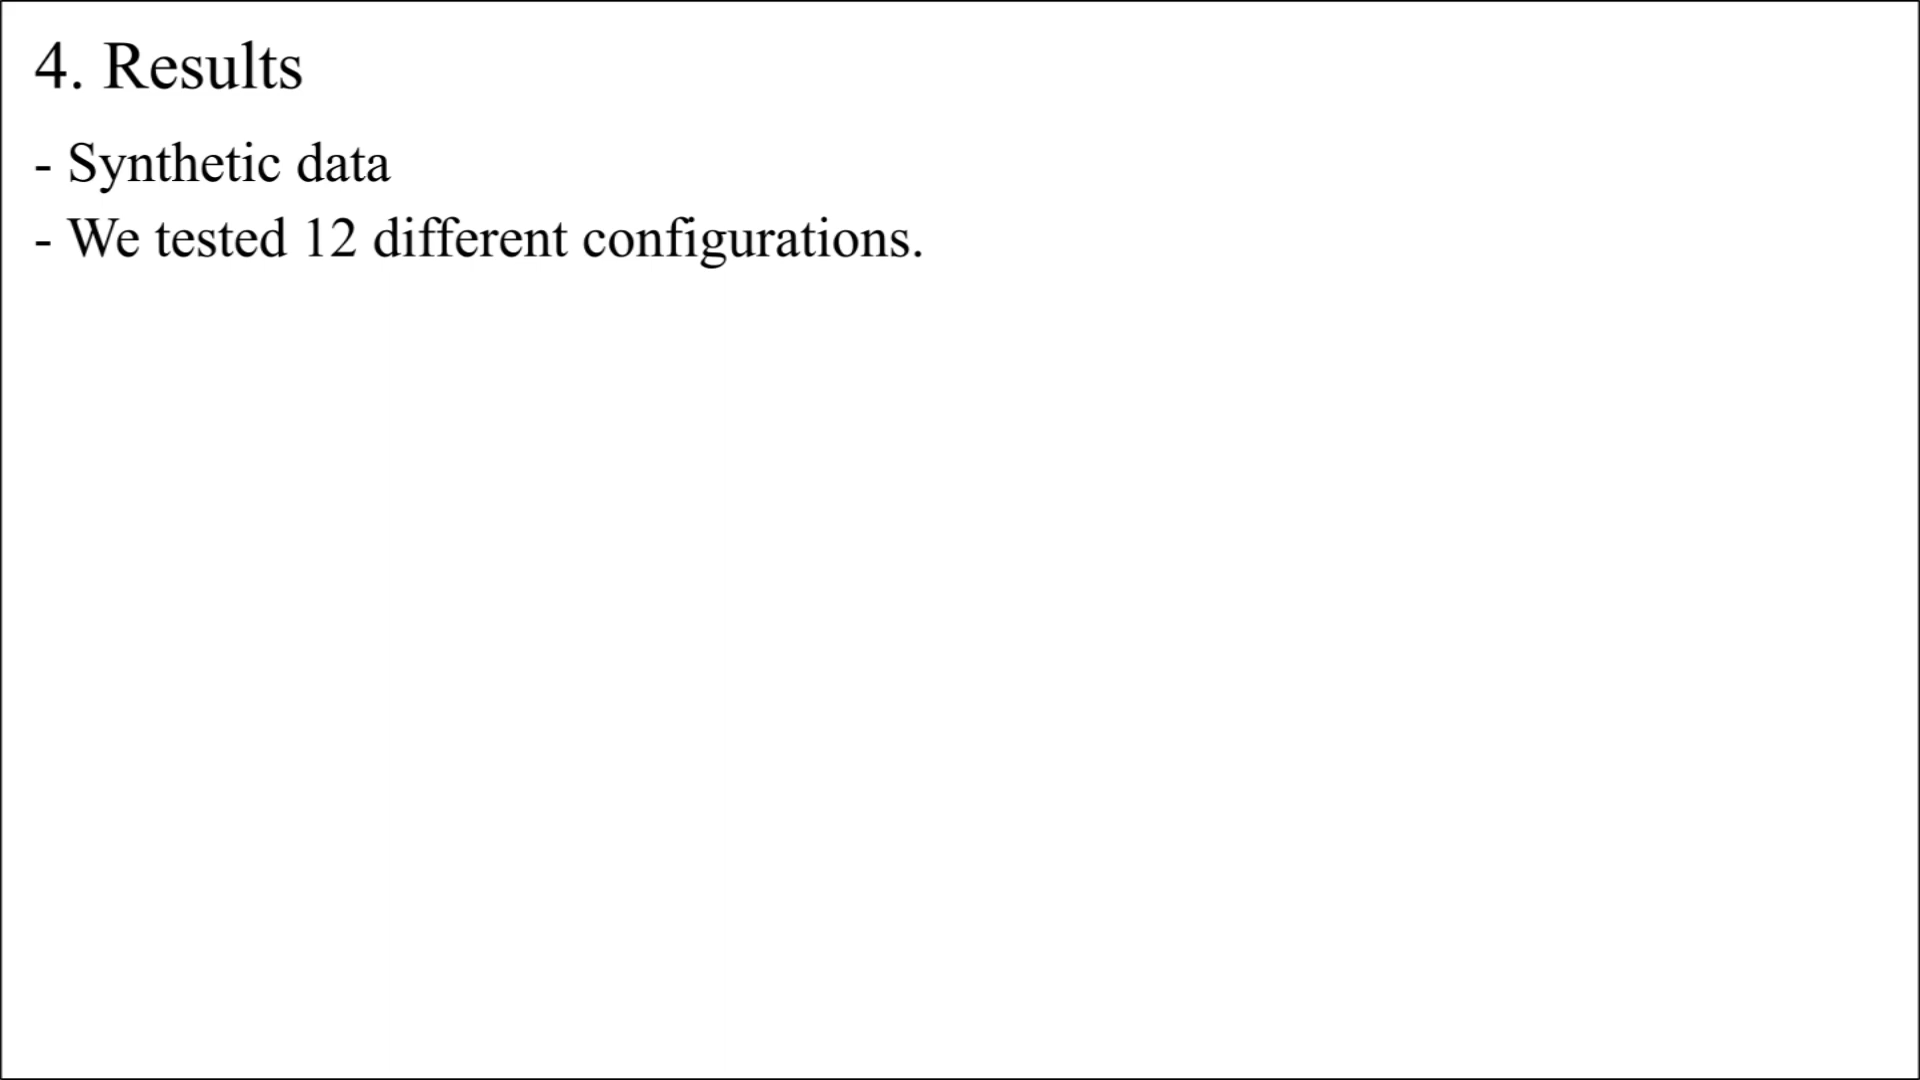 4. Results
- Synthetic data
- We tested 12 different configurations.